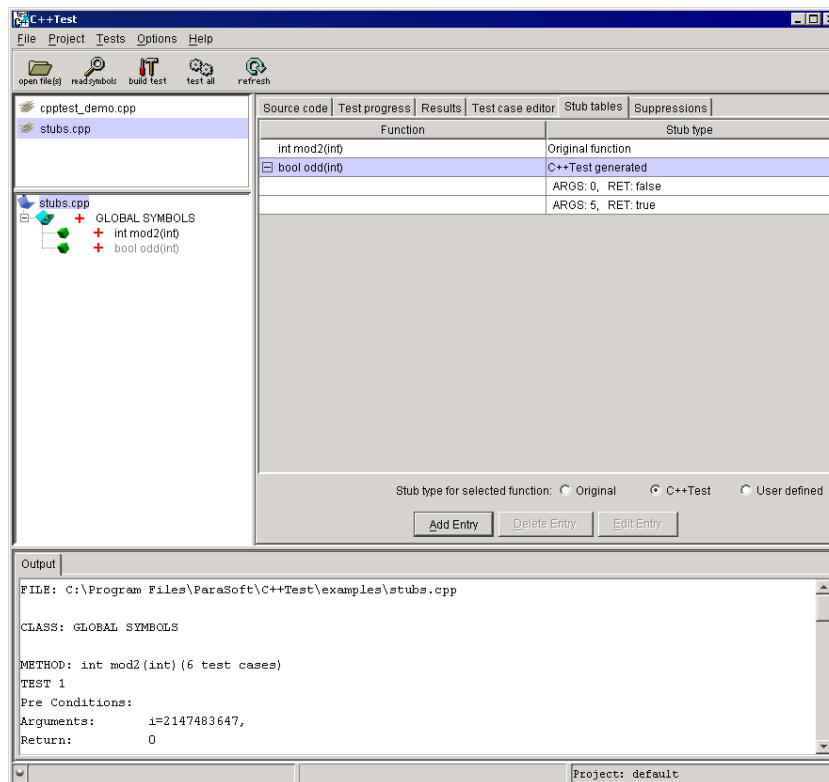 C++Test
File Project Tests Options Help
open file(s) read symbols build test test all refresh
cpptest_demo.cpp
stubs.cpp
stubs.cpp
GLOBAL SYMBOLS
int mod2(int)
bool odd(int)
Source code Test progress Results Test case editor Stub tables Suppressions
Function Stub type
int mod2(int) Original function
bool odd(int) C++Test generated
ARGS: 0, RET: false
ARGS: 5, RET: true
Stub type for selected function: Original C++Test User defined
Add Entry Delete Entry Edit Entry
Output
FILE: C:\Program Files\ParaSoft\C++Test\examples\stubs.cpp
CLASS: GLOBAL SYMBOLS
METHOD: int mod2(int)(6 test cases)
TEST 1
Pre Conditions:
Arguments: i=2147483647,
Return: 0
Project: default